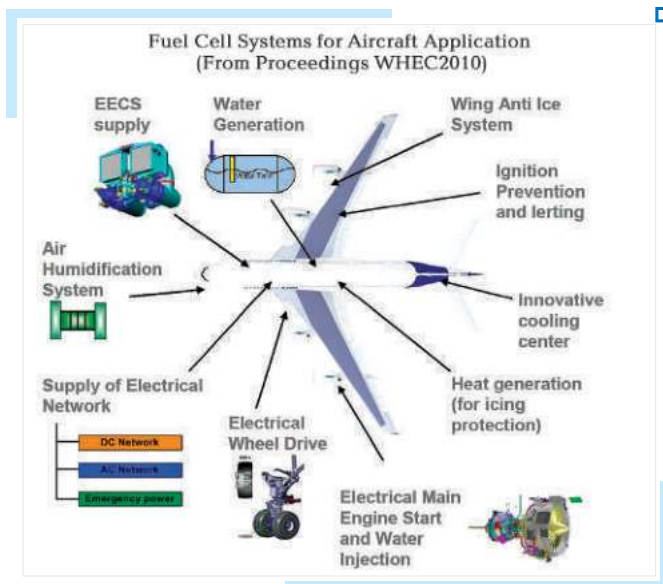 Fuel Cell Systems for Aircraft Application
(From Proceedings WHEC2010)
EECS
supply
Water
Generation
Wing Anti Ice
System
Ignition
Prevention
and Ierting
Air
Humidification
System
Innovative
cooling
center
Supply of Electrical
Network
DC Network
AC Network
Emergency power
Electrical
Wheel Drive
Heat generation
(for icing
protection)
Electrical Main
Engine Start
and Water
Injection